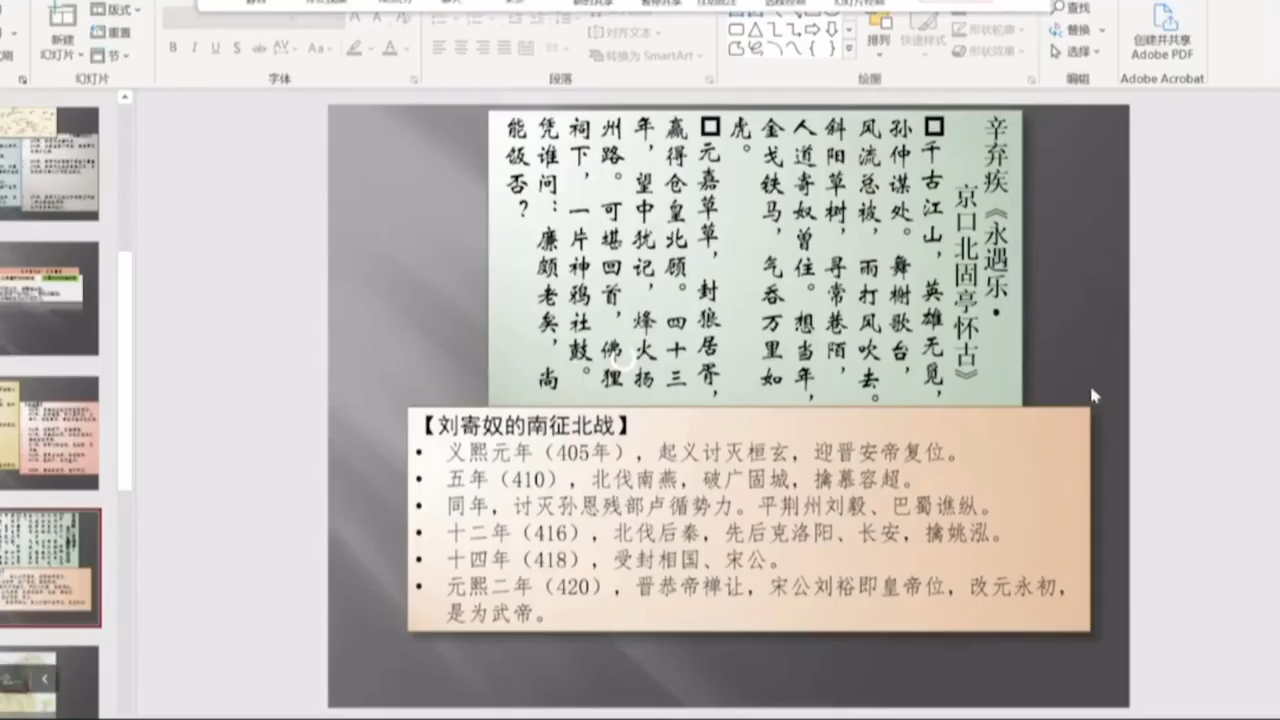 版式
新建
重置
幻灯片
节
幻灯片
B I U S
Aa
A
字体
段落
对齐文本
转换为 SmartArt
排列
快速样式
形状轮廓
形状效果
绘图
查找
替换
选择
编辑
创建并共享
Adobe PDF
Adobe Acrobat
辛弃疾《永遇乐·
京口北固亭怀古》
千古江山，英雄无觅，
孙仲谋处。舞榭歌台，
风流总被，雨打风吹去。
斜阳草树，寻常巷陌，
人道寄奴曾住。想当年，
金戈铁马，气吞万里如
虎。
元嘉草草，封狼居胥，
赢得仓皇北顾。四十三
年，望中犹记，烽火扬
州路。可堪回首，佛狸
祠下，一片神鸦社鼓。
凭谁问：廉颇老矣，尚
能饭否？
【刘寄奴的南征北战】
• 义熙元年（405年），起义讨灭桓玄，迎晋安帝复位。
• 五年（410），北伐南燕，破广固城，擒慕容超。
• 同年，讨灭孙恩残部卢循势力。平荆州刘毅、巴蜀谯纵。
• 十二年（416），北伐后秦，先后克洛阳、长安，擒姚泓。
• 十四年（418），受封相国、宋公。
• 元熙二年（420），晋恭帝禅让，宋公刘裕即皇帝位，改元永初，
是为武帝。